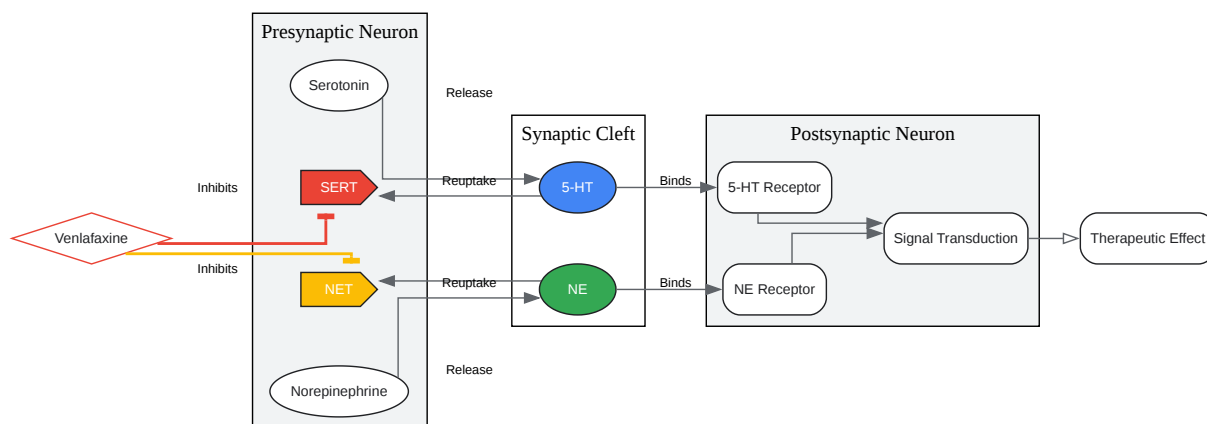 Presynaptic Neuron
Serotonin
Release
Synaptic Cleft
Postsynaptic Neuron
Inhibits
SERT
Reuptake
5-HT
Binds
5-HT Receptor
Venlafaxine
Signal Transduction
Therapeutic Effect
Inhibits
NET
Reuptake
NE
Binds
NE Receptor
Release
Norepinephrine